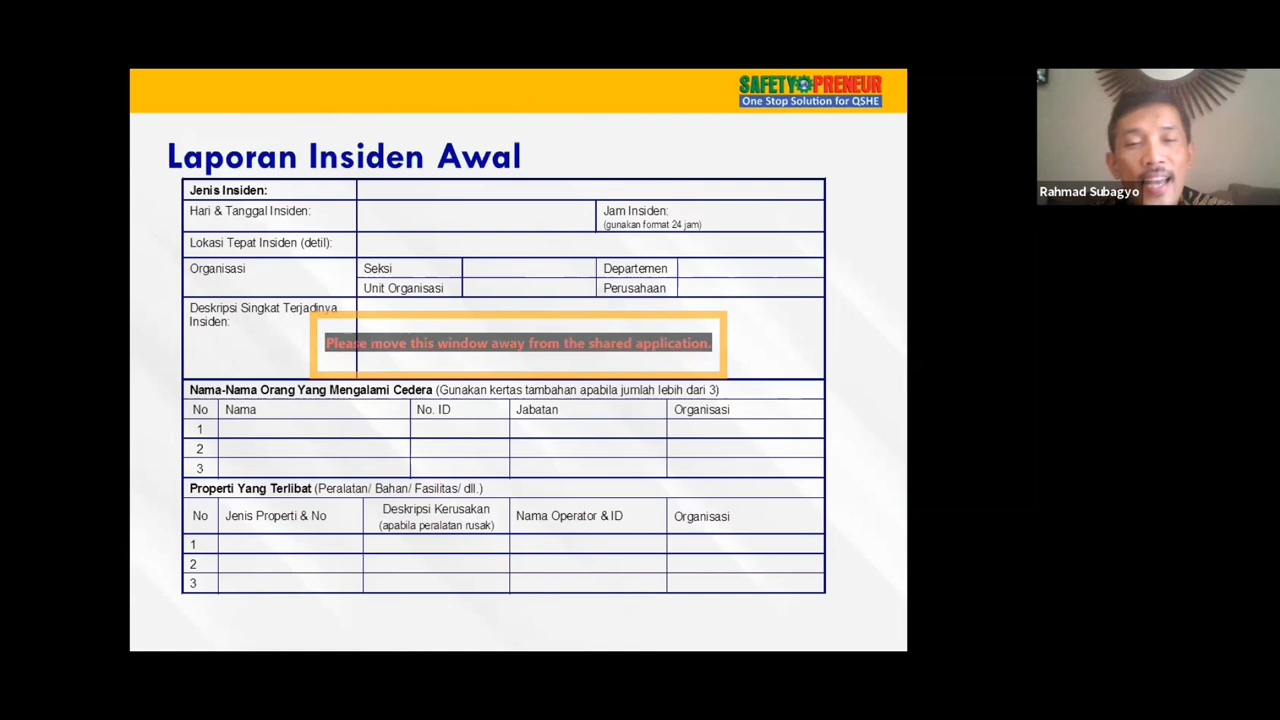 SAFETYPRENEUR
One Stop Solution for QSHE
Rahmad Subagyo
Laporan Insiden Awal
Jenis Insiden:
Hari & Tanggal Insiden:
Jam Insiden:
(gunakan format 24 jam)
Lokasi Tepat Insiden (detil):
Organisasi
Seksi
Departemen
Unit Organisasi
Perusahaan
Deskripsi Singkat Terjadinya
Insiden:
Please move this window away from the shared application.
Nama-Nama Orang Yang Mengalami Cedera (Gunakan kertas tambahan apabila jumlah lebih dari 3)
No Nama No. ID Jabatan Organisasi
1
2
3
Properti Yang Terlibat (Peralatan/ Bahan/ Fasilitas/ dll.)
No Jenis Properti & No Deskripsi Kerusakan Nama Operator & ID Organisasi
(apabila peralatan rusak)
1
2
3